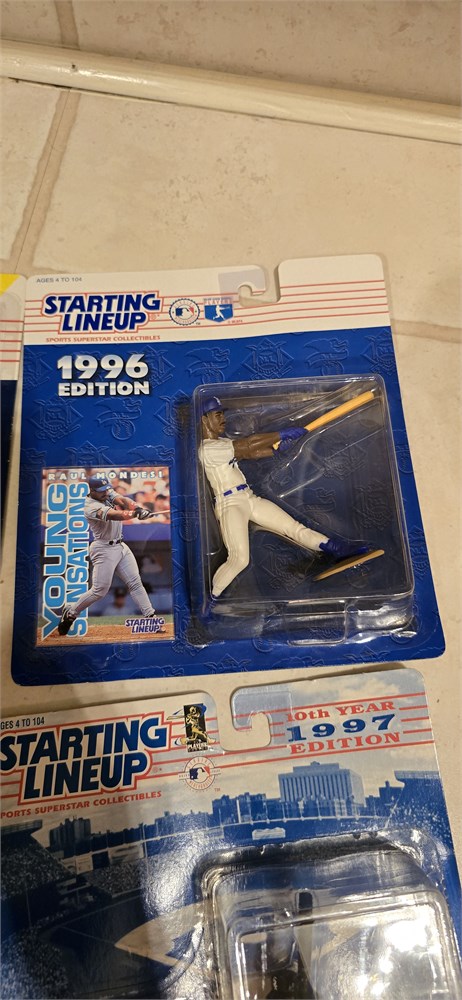 AGES 4 TO 104
STARTING
LINEUP
SPORTS SUPERSTAR COLLECTIBLES
1996
EDITION
RAUL MONDESI
YOUNG
SENSATIONS
STARTING
LINEUP
AGES 4 TO 104
10th YEAR
1997
EDITION
STARTING
LINEUP
SPORTS SUPERSTAR COLLECTIBLES